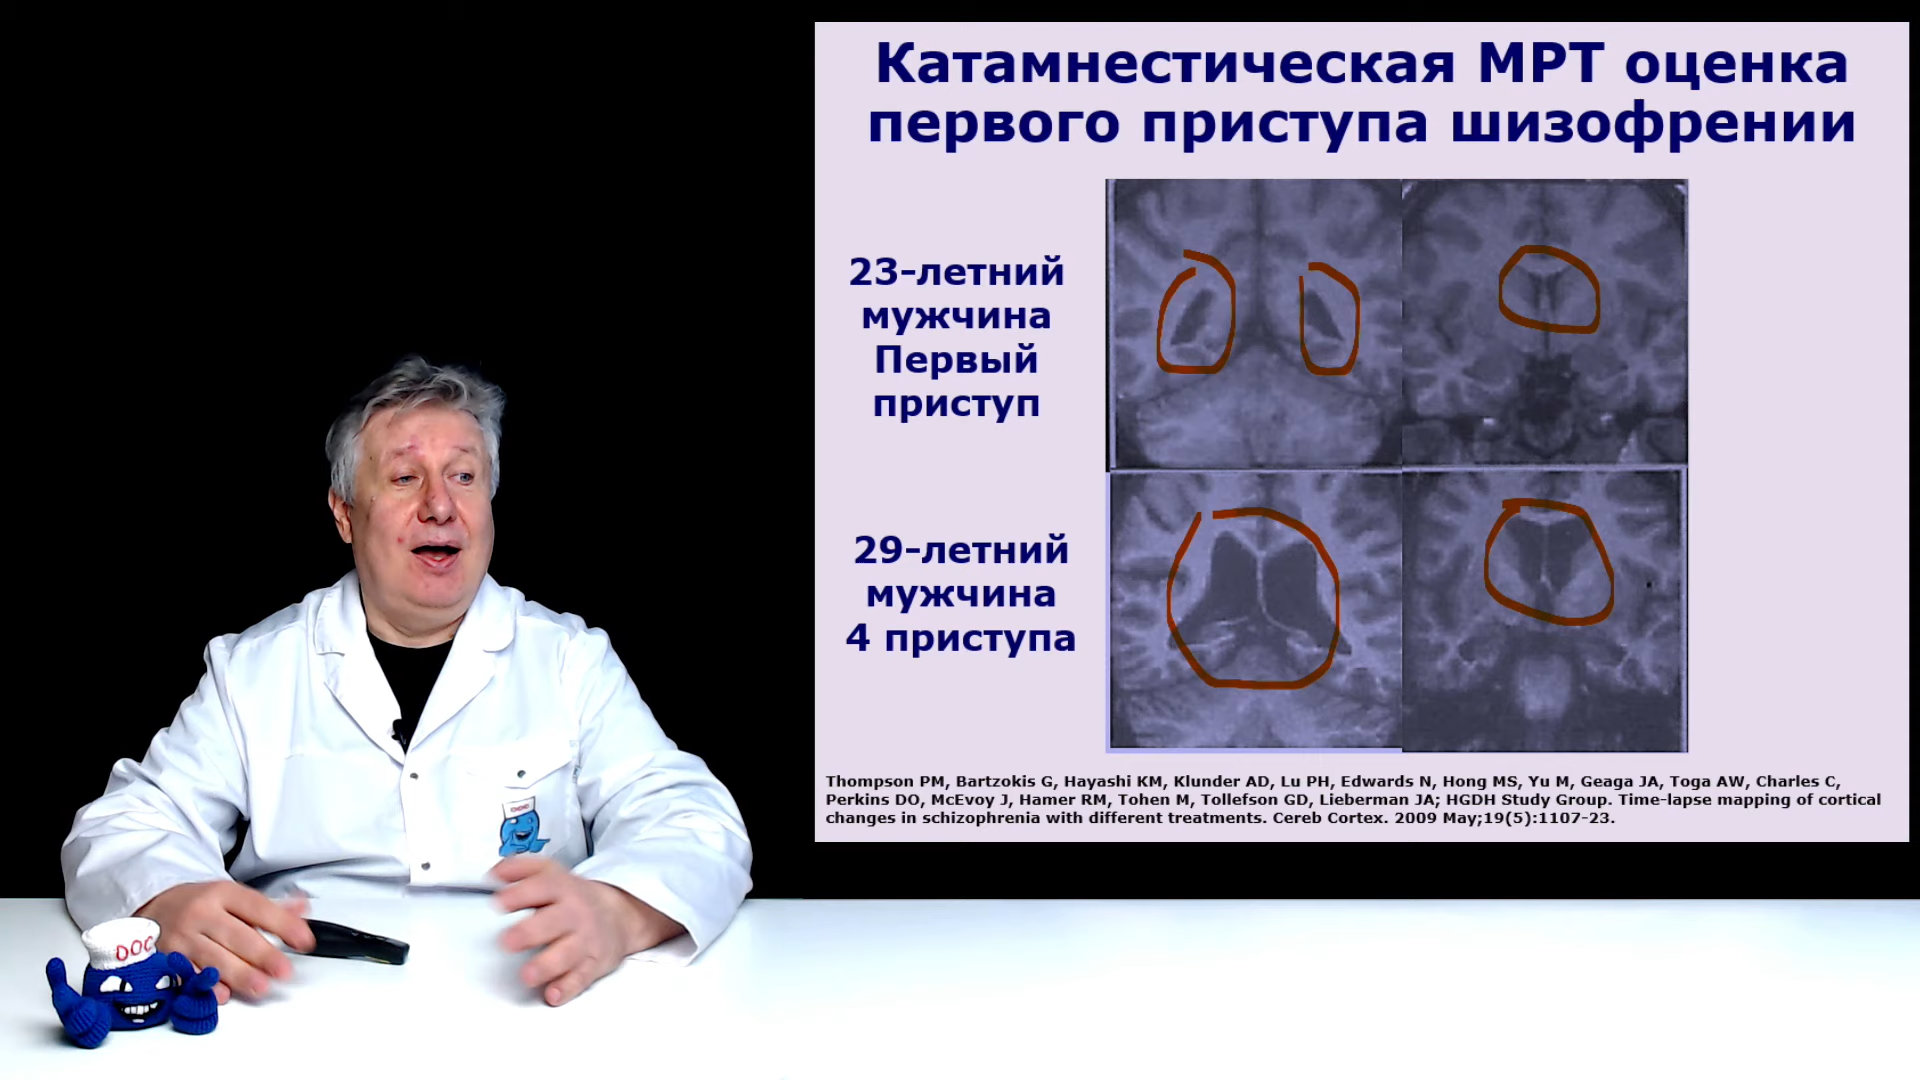 Катамнестическая МРТ оценка
первого приступа шизофрении
23-летний
мужчина
Первый
приступ
29-летний
мужчина
4 приступа
Thompson PM, Bartzokis G, Hayashi KM, Klunder AD, Lu PH, Edwards N, Hong MS, Yu M, Geaga JA, Toga AW, Charles C,
Perkins DO, McEvoy J, Hamer RM, Tohen M, Tollefson GD, Lieberman JA; HGDH Study Group. Time-lapse mapping of cortical
changes in schizophrenia with different treatments. Cereb Cortex. 2009 May;19(5):1107-23.
DOC